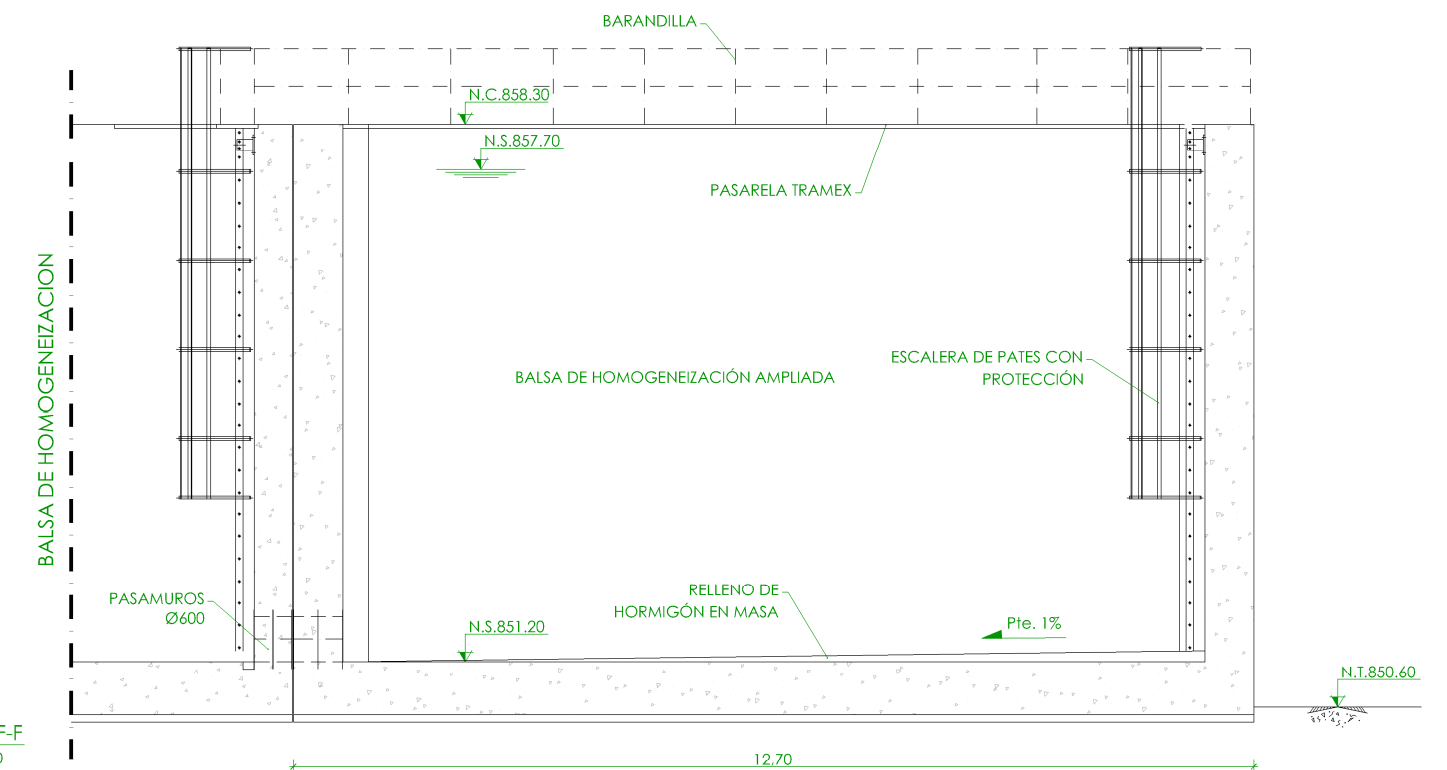 BARANDILLA
N.C.858.30
N.S.857.70
PASARELA TRAMEX
BALSA DE HOMOGENEIZACION
BALSA DE HOMOGENEIZACIÓN AMPLIADA
ESCALERA DE PATES CON
PROTECCIÓN
PASAMUROS
Ø600
RELLENO DE
HORMIGÓN EN MASA
N.S.851.20
Pte. 1%
N.T.850.60
F-F
12,70